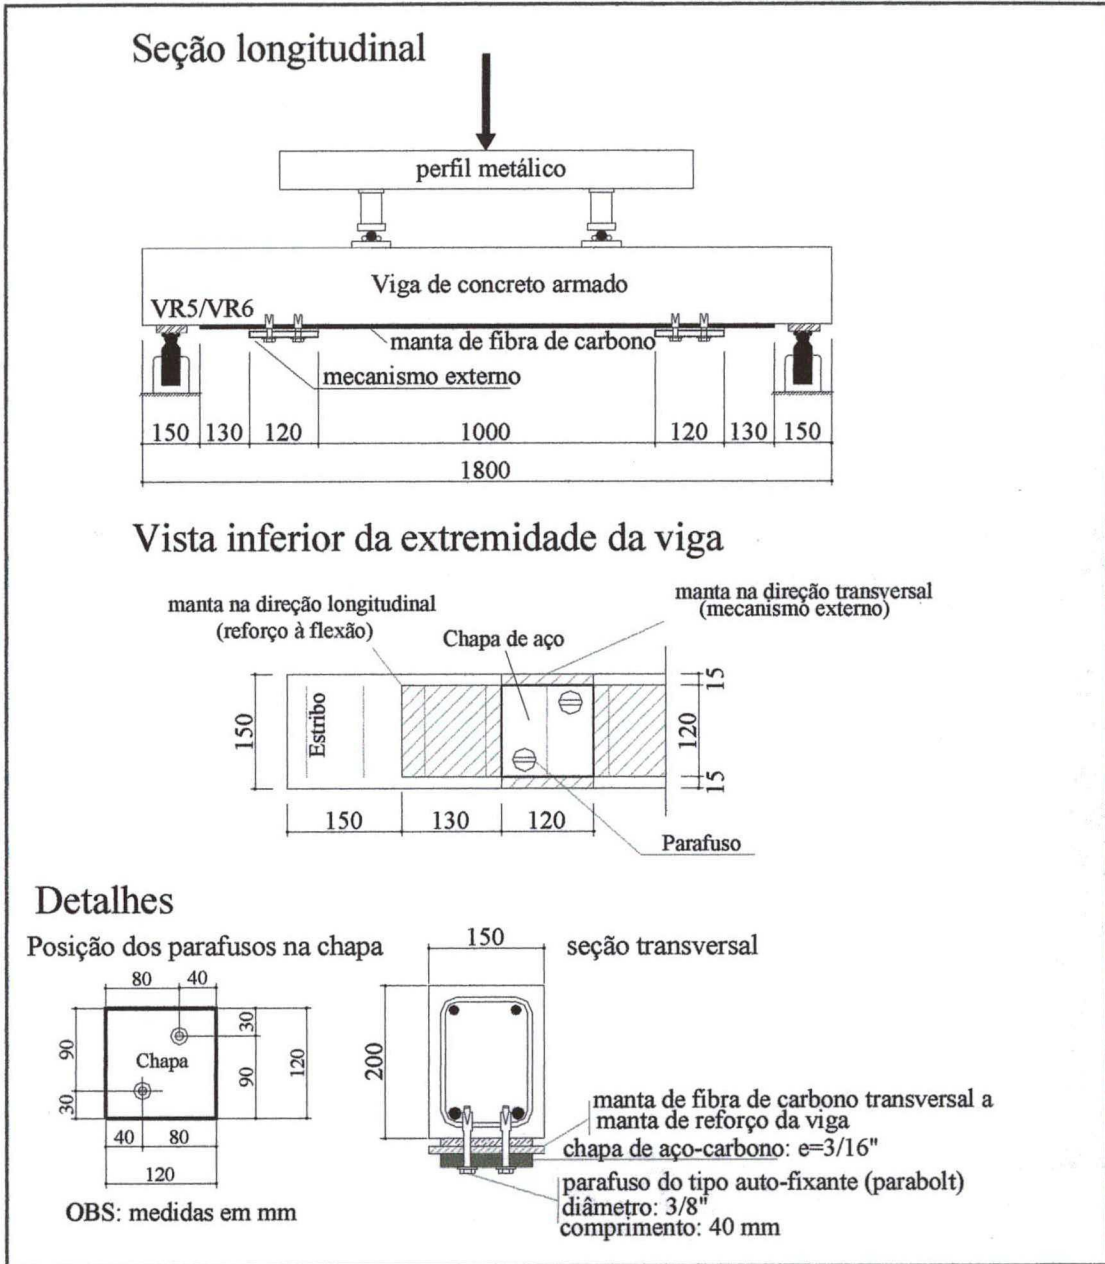 Seção longitudinal
perfil metálico
Viga de concreto armado
VR5/VR6
manta de fibra de carbono
mecanismo externo
150 130 120 1000 120 130 150
1800
Vista inferior da extremidade da viga
manta na direção longitudinal
(reforço à flexão)
manta na direção transversal
(mecanismo externo)
Chapa de aço
Estribo
150
15
120
15
150 130 120
Parafuso
Detalhes
Posição dos parafusos na chapa
80 40
90
30
Chapa
30
90
120
40 80
120
OBS: medidas em mm
150
seção transversal
200
manta de fibra de carbono transversal a
manta de reforço da viga
chapa de aço-carbono: e=3/16"
parafuso do tipo auto-fixante (parabolt)
diâmetro: 3/8"
comprimento: 40 mm